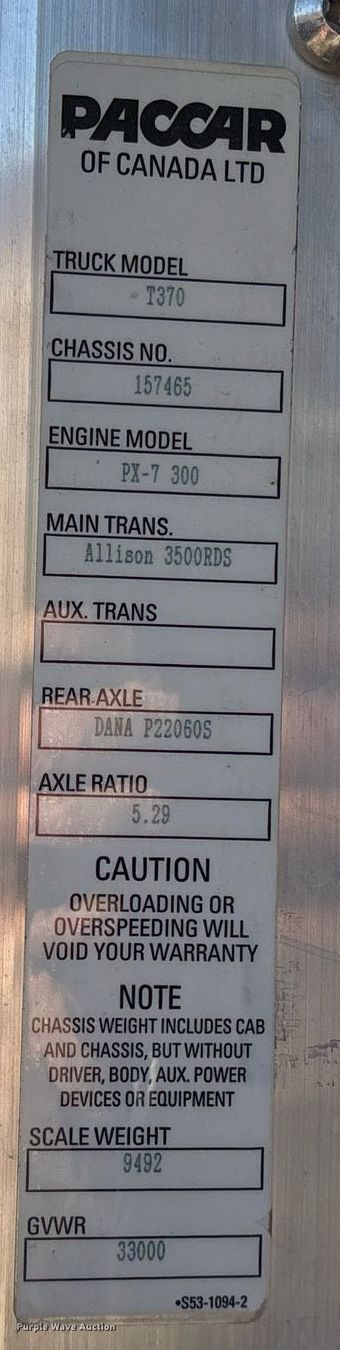 PACCAR
OF CANADA LTD
TRUCK MODEL
T370
CHASSIS NO.
157465
ENGINE MODEL
PX-7 300
MAIN TRANS.
Allison 3500RDS
AUX. TRANS
REAR AXLE
DANA P22060S
AXLE RATIO
5.29
CAUTION
OVERLOADING OR
OVERSPEEDING WILL
VOID YOUR WARRANTY
NOTE
CHASSIS WEIGHT INCLUDES CAB
AND CHASSIS, BUT WITHOUT
DRIVER, BODY, AUX. POWER
DEVICES OR EQUIPMENT
SCALE WEIGHT
9492
GVWR
33000
•S53-1094-2
Purple Wave Auction